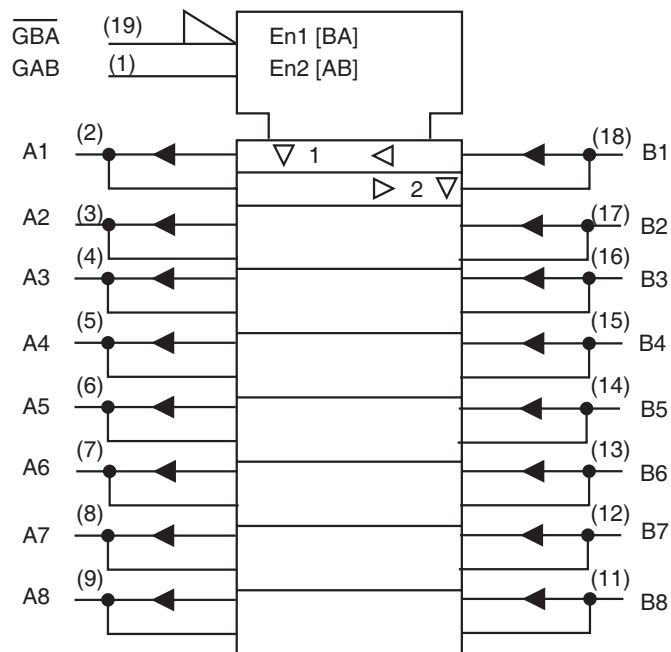 G̅B̅A̅ (19) En1 [BA]
GAB (1) En2 [AB]
A1 (2) 1 (18) B1
2
A2 (3) (17) B2
A3 (4) (16) B3
A4 (5) (15) B4
A5 (6) (14) B5
A6 (7) (13) B6
A7 (8) (12) B7
A8 (9) (11) B8